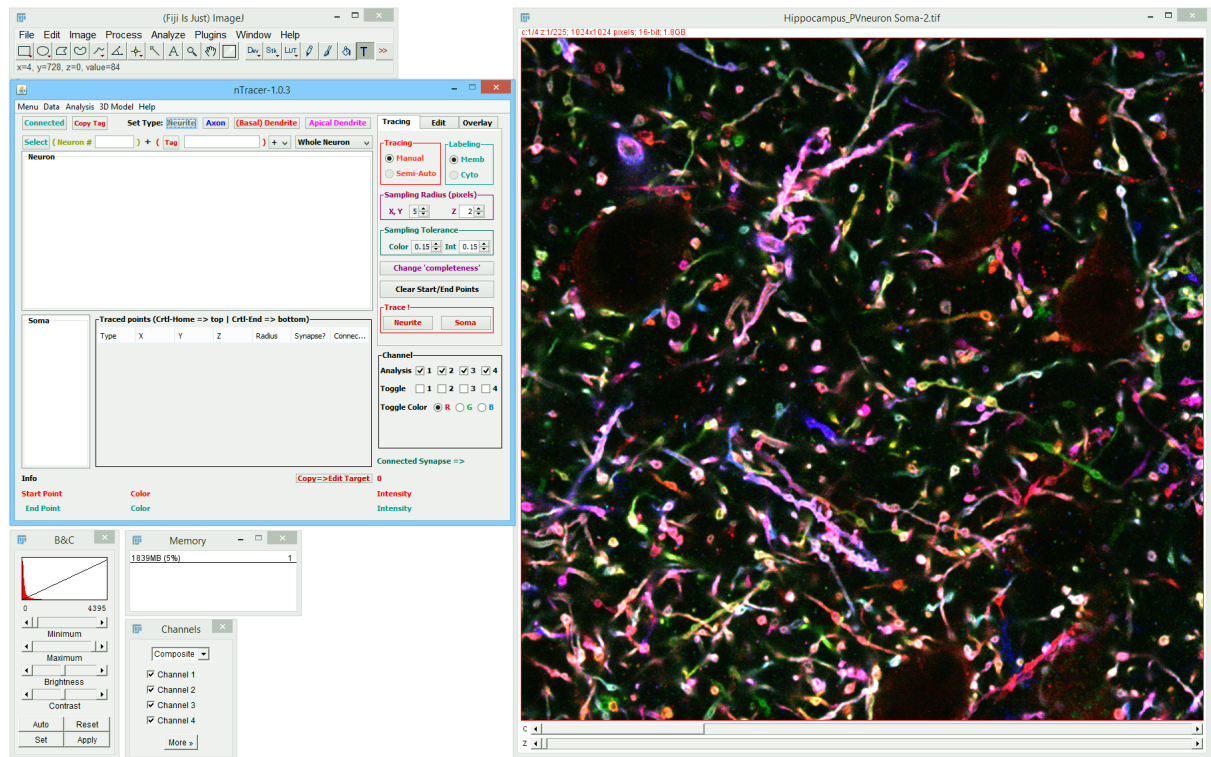 (Fiji Is Just) ImageJ
File Edit Image Process Analyze Plugins Window Help
A Dev Stk LUT T >>
x=4, y=728, z=0, value=84
nTracer-1.0.3
Menu Data Analysis 3D Model Help
Connected Copy Tag Set Type: Neurite Axon (Basal) Dendrite Apical Dendrite
Select ( Neuron # ) + ( Tag ) + Whole Neuron
Neuron
Soma
Traced points (Crtl-Home => top | Crtl-End => bottom)
Type X Y Z Radius Synapse? Connec...
Tracing Edit Overlay
Tracing Labeling
Manual Memb
Semi-Auto Cyto
Sampling Radius (pixels)
X, Y 5 Z 2
Sampling Tolerance
Color 0.15 Int 0.15
Change 'completeness'
Clear Start/End Points
Trace !
Neurite Soma
Channel
Analysis 1 2 3 4
Toggle 1 2 3 4
Toggle Color R G B
Connected Synapse =>
Info Copy=>Edit Target 0
Start Point Color Intensity
End Point Color Intensity
B&C
0 4395
Minimum
Maximum
Brightness
Contrast
Auto Reset
Set Apply
Memory
1839MB (5%) 1
Channels
Composite
Channel 1
Channel 2
Channel 3
Channel 4
More »
Hippocampus_PVneuron Soma-2.tif
c:1/4 z:1/225; 1024x1024 pixels; 16-bit; 1.8GB
C
Z